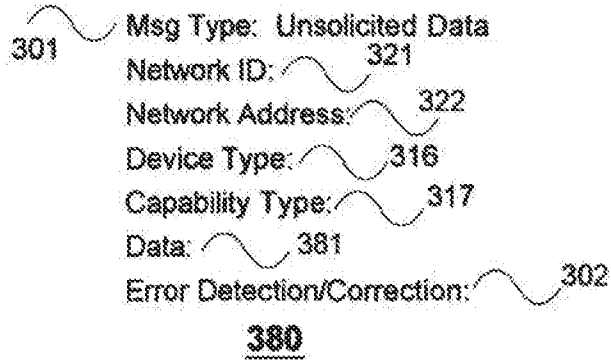 301 Msg Type: Unsolicited Data
Network ID: 321
Network Address: 322
Device Type: 316
Capability Type: 317
Data: 381
Error Detection/Correction: 302
380